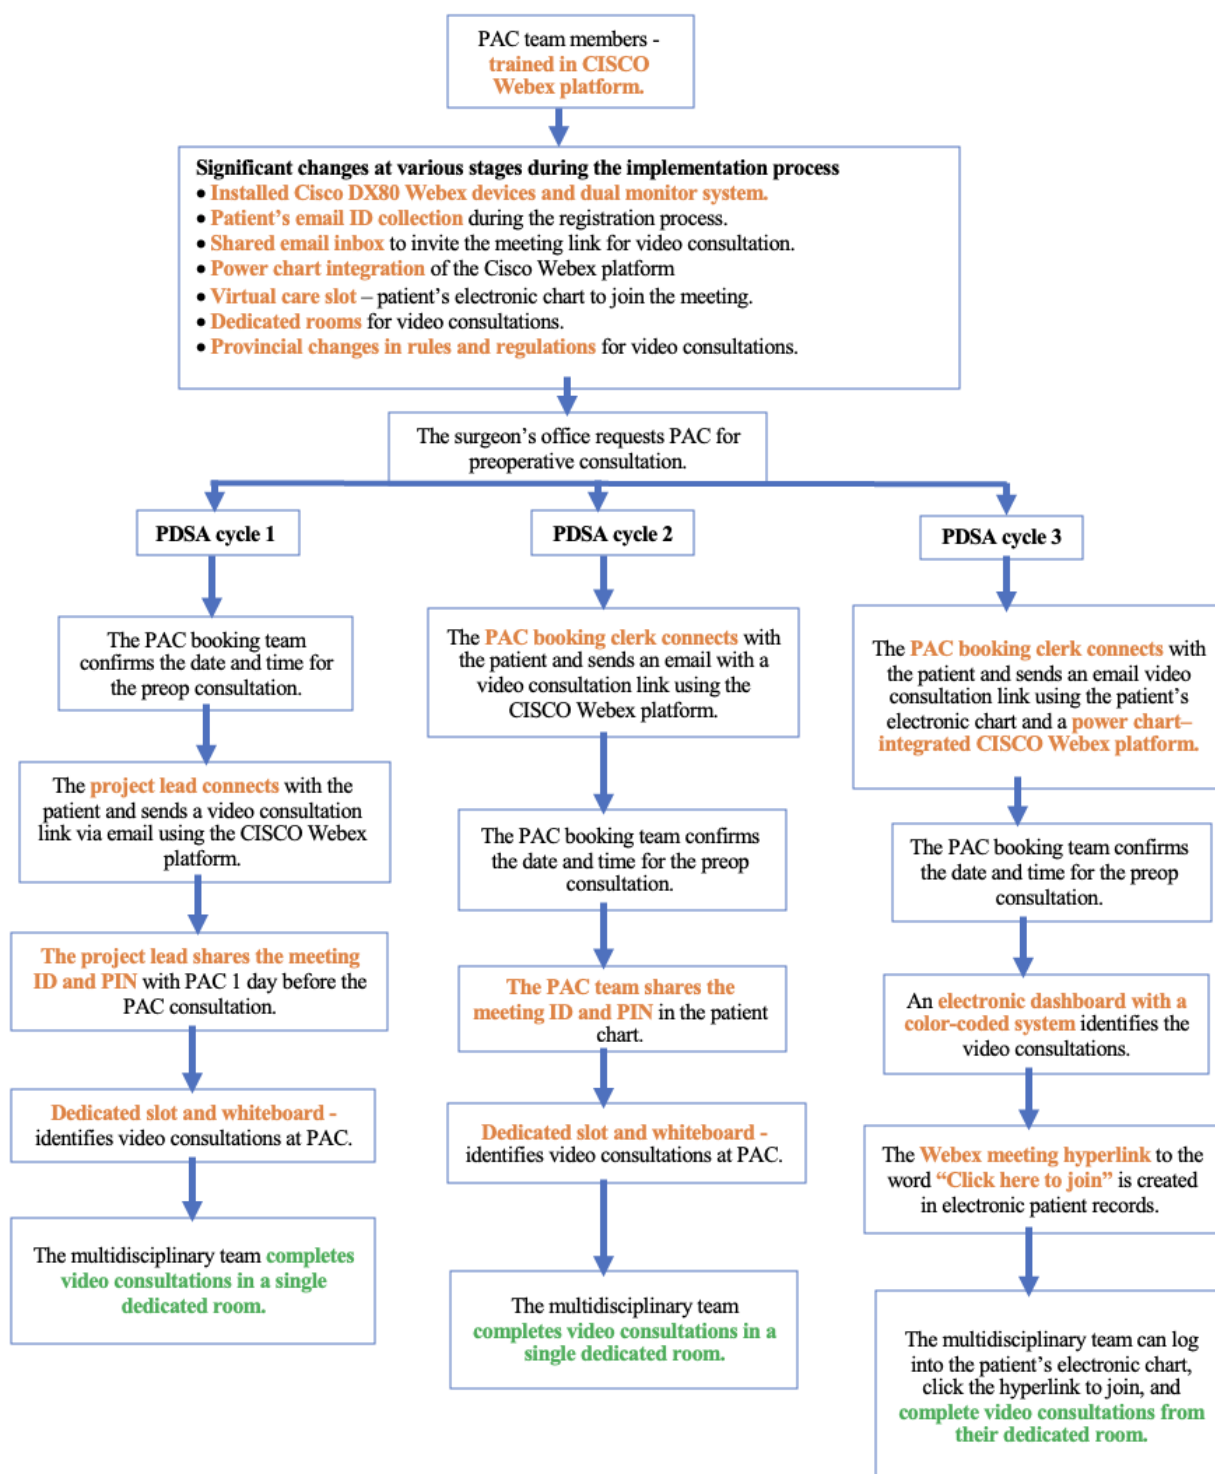 PAC team members -
trained in CISCO
Webex platform.
Significant changes at various stages during the implementation process
• Installed Cisco DX80 Webex devices and dual monitor system.
• Patient’s email ID collection during the registration process.
• Shared email inbox to invite the meeting link for video consultation.
• Power chart integration of the Cisco Webex platform
• Virtual care slot – patient’s electronic chart to join the meeting.
• Dedicated rooms for video consultations.
• Provincial changes in rules and regulations for video consultations.
The surgeon’s office requests PAC for
preoperative consultation.
PDSA cycle 1
The PAC booking team
confirms the date and time for
the preop consultation.
The project lead connects with the
patient and sends a video consultation
link via email using the CISCO Webex
platform.
The project lead shares the meeting
ID and PIN with PAC 1 day before the
PAC consultation.
Dedicated slot and whiteboard -
identifies video consultations at PAC.
The multidisciplinary team completes
video consultations in a single
dedicated room.
PDSA cycle 2
The PAC booking clerk connects with
the patient and sends an email with a
video consultation link using the
CISCO Webex platform.
The PAC booking team confirms
the date and time for the preop
consultation.
The PAC team shares the
meeting ID and PIN in the patient
chart.
Dedicated slot and whiteboard -
identifies video consultations at PAC.
The multidisciplinary team
completes video consultations in a
single dedicated room.
PDSA cycle 3
The PAC booking clerk connects with
the patient and sends an email video
consultation link using the patient’s
electronic chart and a power chart–
integrated CISCO Webex platform.
The PAC booking team confirms
the date and time for the preop
consultation.
An electronic dashboard with a
color-coded system identifies the
video consultations.
The Webex meeting hyperlink to the
word “Click here to join” is created
in electronic patient records.
The multidisciplinary team can log
into the patient’s electronic chart,
click the hyperlink to join, and
complete video consultations from
their dedicated room.